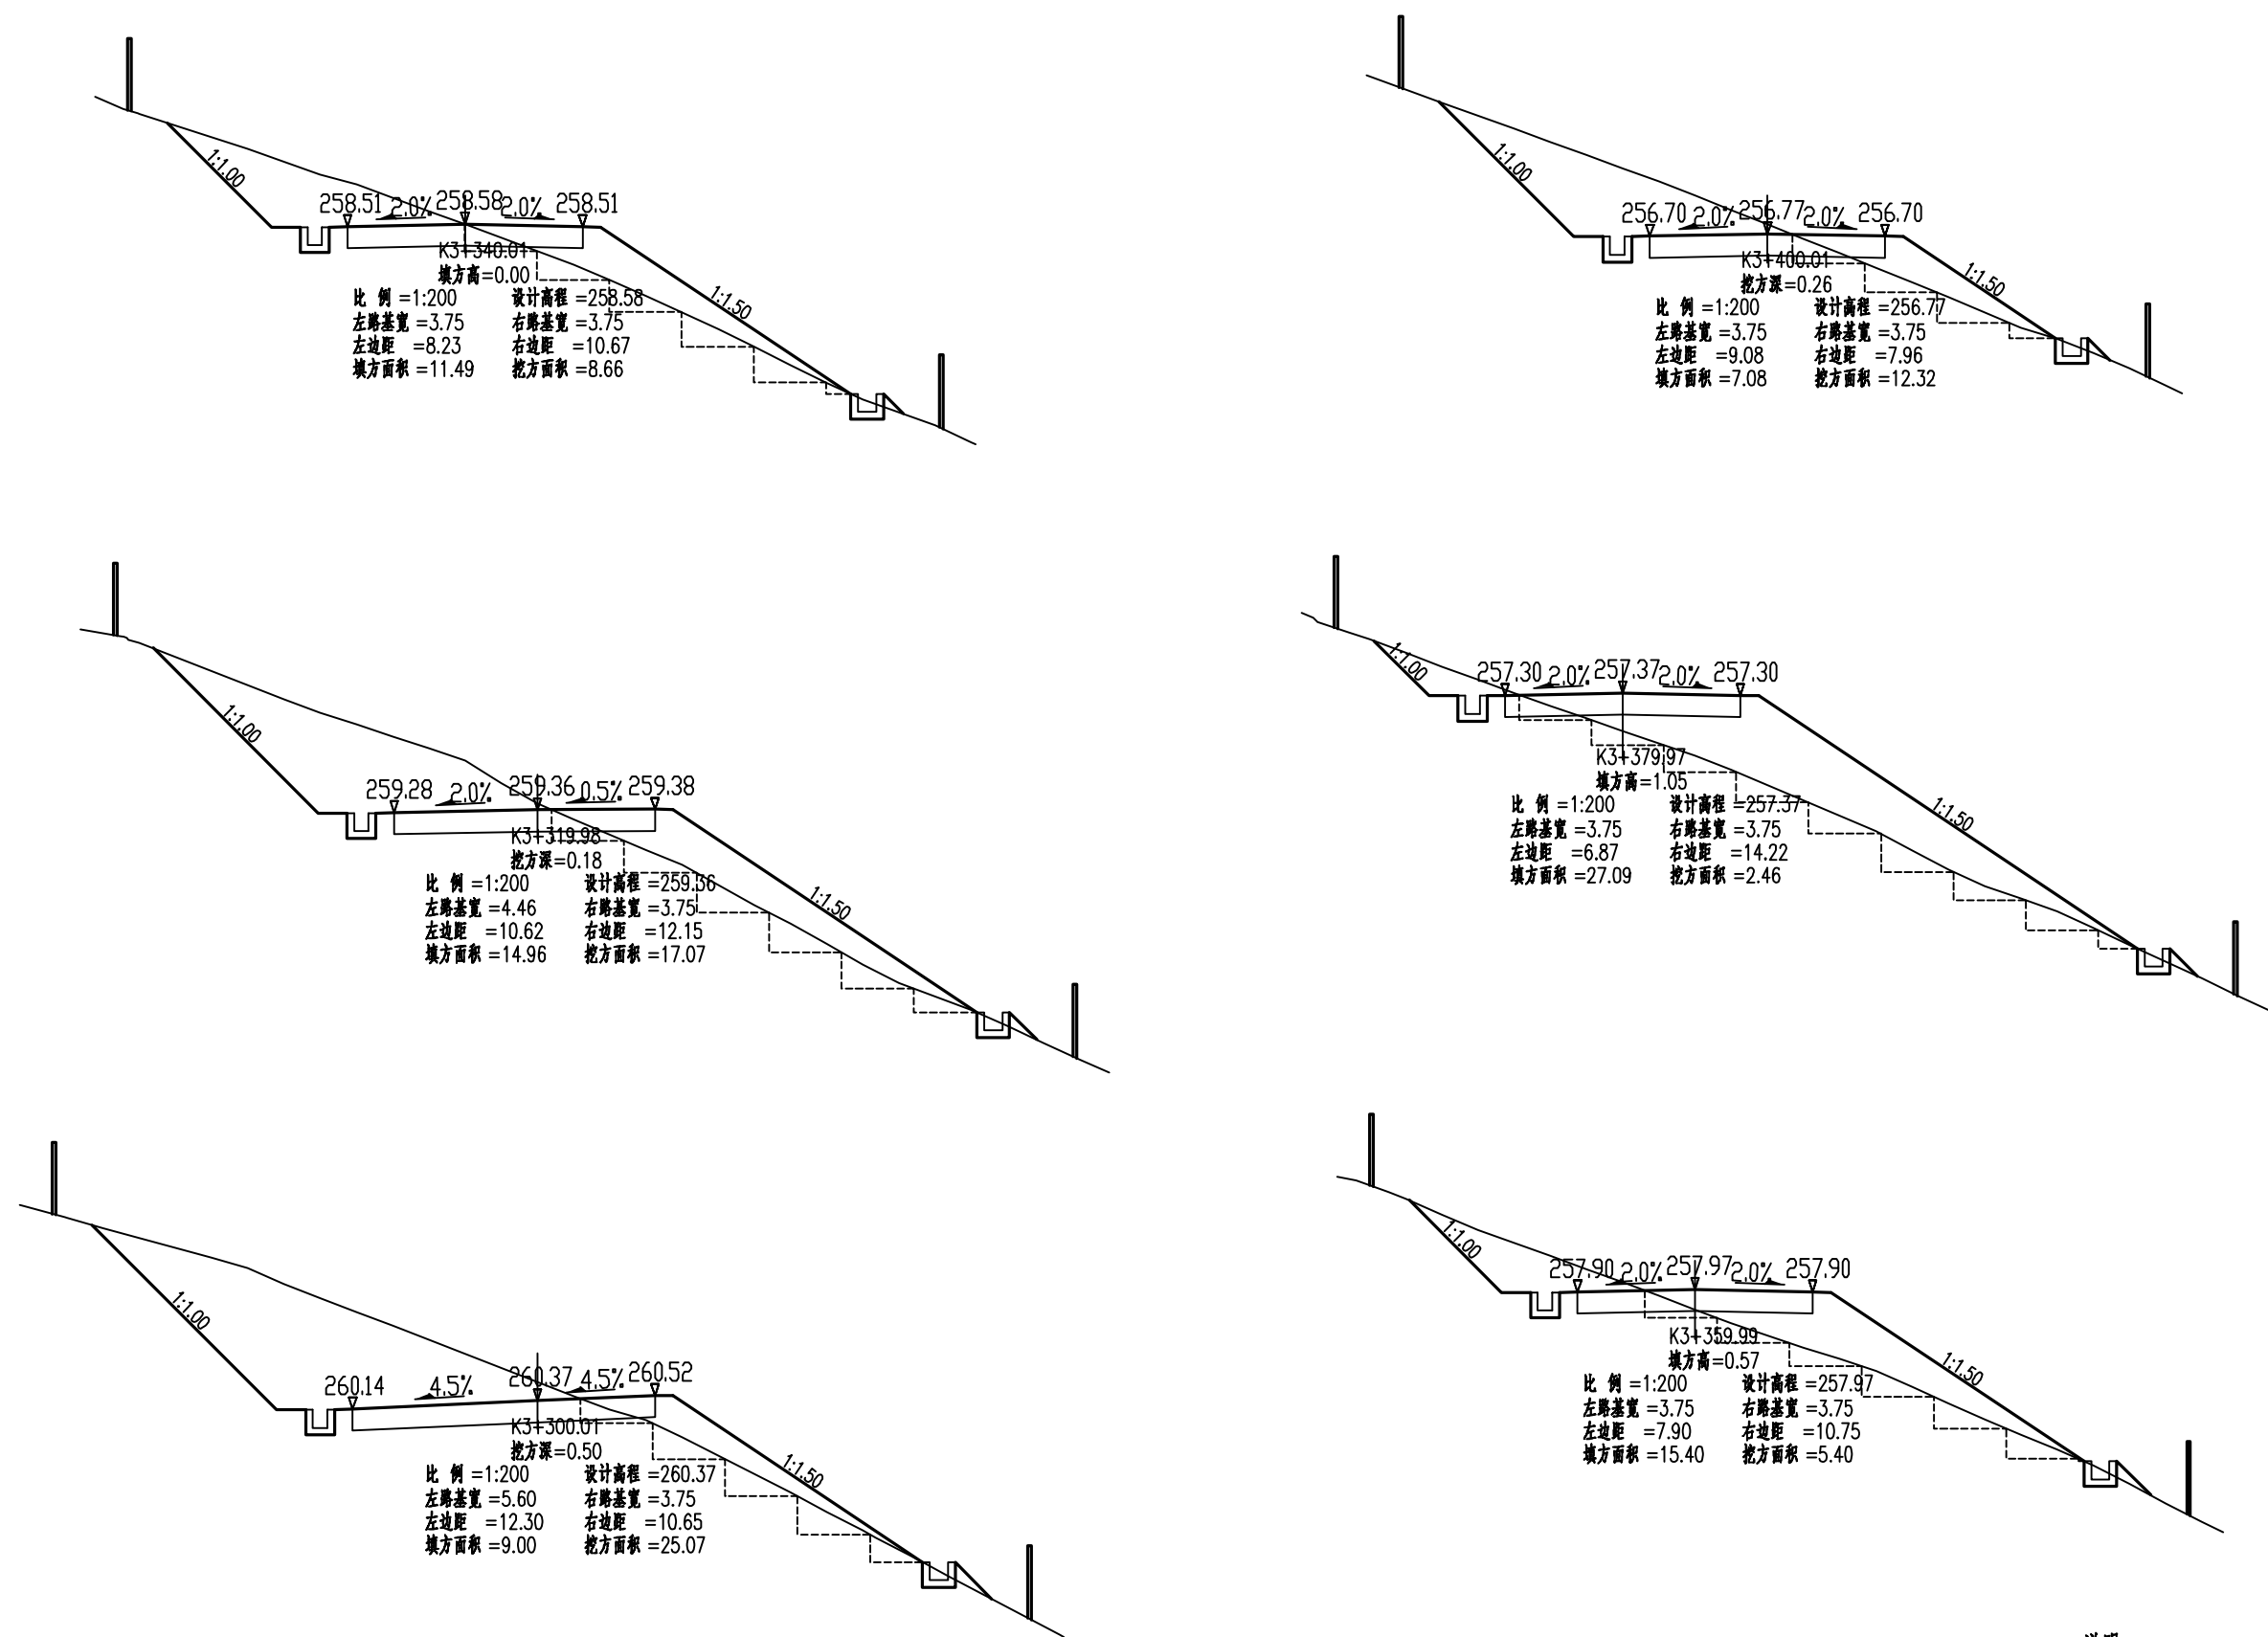 1:1.00
258.51 2.0% 258.58 2.0% 258.51
K3+340.01
填方高=0.00
比 例 =1:200 设计高程 =258.58
左路基宽 =3.75 右路基宽 =3.75
左边距 =8.23 右边距 =10.67
填方面积 =11.49 挖方面积 =8.66
1:1.50
1:1.00
256.70 2.0% 256.77 2.0% 256.70
K3+400.01
挖方深=0.26
比 例 =1:200 设计高程 =256.77
左路基宽 =3.75 右路基宽 =3.75
左边距 =9.08 右边距 =7.96
填方面积 =7.08 挖方面积 =12.32
1:1.50
1:1.00
259.28 2.0% 259.36 0.5% 259.38
K3+319.98
挖方深=0.18
比 例 =1:200 设计高程 =259.36
左路基宽 =4.46 右路基宽 =3.75
左边距 =10.62 右边距 =12.15
填方面积 =14.96 挖方面积 =17.07
1:1.50
1:1.00
257.30 2.0% 257.37 2.0% 257.30
K3+379.97
填方高=1.05
比 例 =1:200 设计高程 =257.37
左路基宽 =3.75 右路基宽 =3.75
左边距 =6.87 右边距 =14.22
填方面积 =27.09 挖方面积 =2.46
1:1.50
1:1.00
260.14 4.5% 260.37 4.5% 260.52
K3+300.01
挖方深=0.50
比 例 =1:200 设计高程 =260.37
左路基宽 =5.60 右路基宽 =3.75
左边距 =12.30 右边距 =10.65
填方面积 =9.00 挖方面积 =25.07
1:1.50
1:1.00
257.90 2.0% 257.97 2.0% 257.90
K3+359.99
填方高=0.57
比 例 =1:200 设计高程 =257.97
左路基宽 =3.75 右路基宽 =3.75
左边距 =7.90 右边距 =10.75
填方面积 =15.40 挖方面积 =5.40
1:1.50